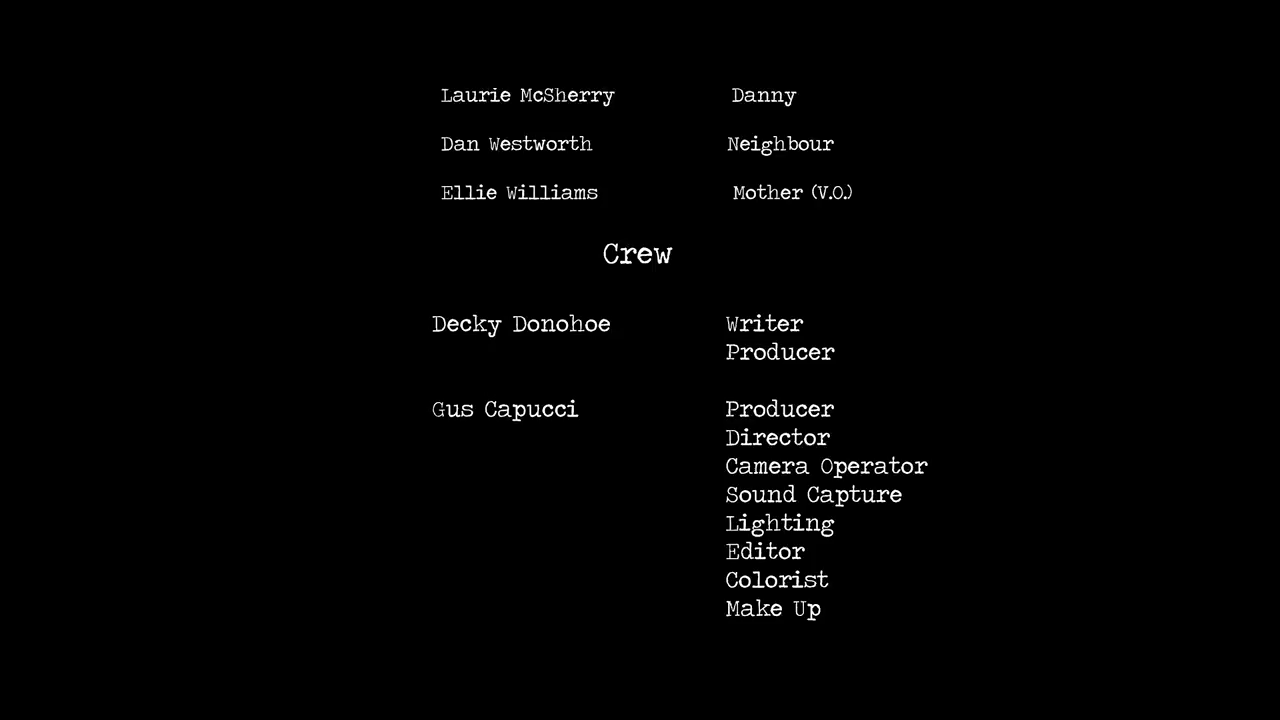 Laurie McSherry Danny
Dan Westworth Neighbour
Ellie Williams Mother (V.O.)
Crew
Decky Donohoe Writer
Producer
Gus Capucci Producer
Director
Camera Operator
Sound Capture
Lighting
Editor
Colorist
Make Up